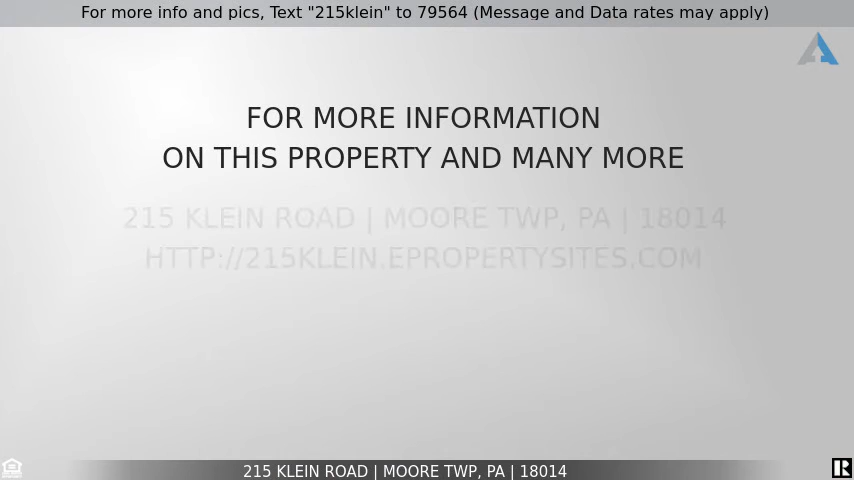 For more info and pics, Text "215klein" to 79564 (Message and Data rates may apply)
FOR MORE INFORMATION
ON THIS PROPERTY AND MANY MORE
215 KLEIN ROAD | MOORE TWP, PA | 18014
HTTP://215KLEIN.EPROPERTYSITES.COM
215 KLEIN ROAD | MOORE TWP, PA | 18014